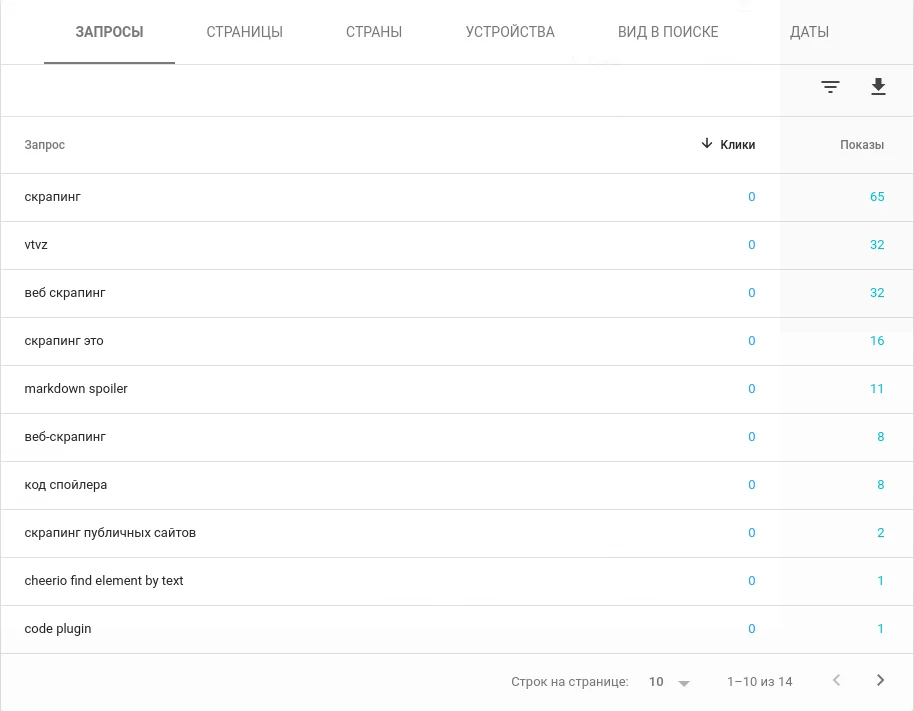 ЗАПРОСЫ СТРАНИЦЫ СТРАНЫ УСТРОЙСТВА ВИД В ПОИСКЕ ДАТЫ
Запрос Клики Показы
скрапинг 0 65
vtvz 0 32
веб скрапинг 0 32
скрапинг это 0 16
markdown spoiler 0 11
веб-скрапинг 0 8
код спойлера 0 8
скрапинг публичных сайтов 0 2
cheerio find element by text 0 1
code plugin 0 1
Строк на странице: 10 1–10 из 14